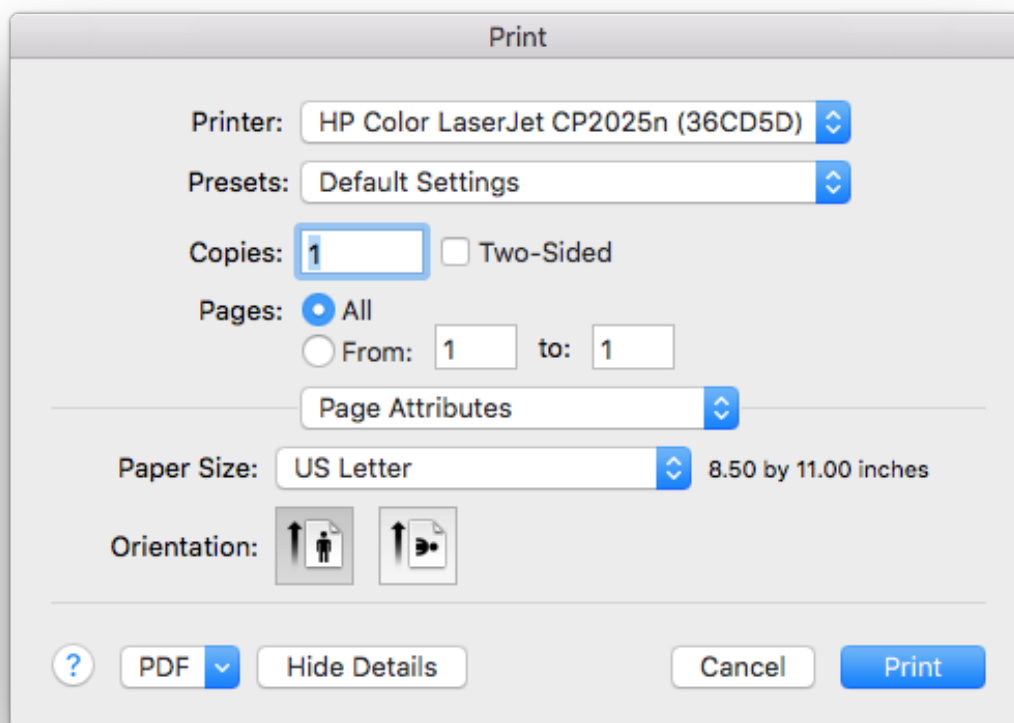 Print
Printer: HP Color LaserJet CP2025n (36CD5D)
Presets: Default Settings
Copies: 1 Two-Sided
Pages: All
From: 1 to: 1
Page Attributes
Paper Size: US Letter 8.50 by 11.00 inches
Orientation:
? PDF Hide Details Cancel Print